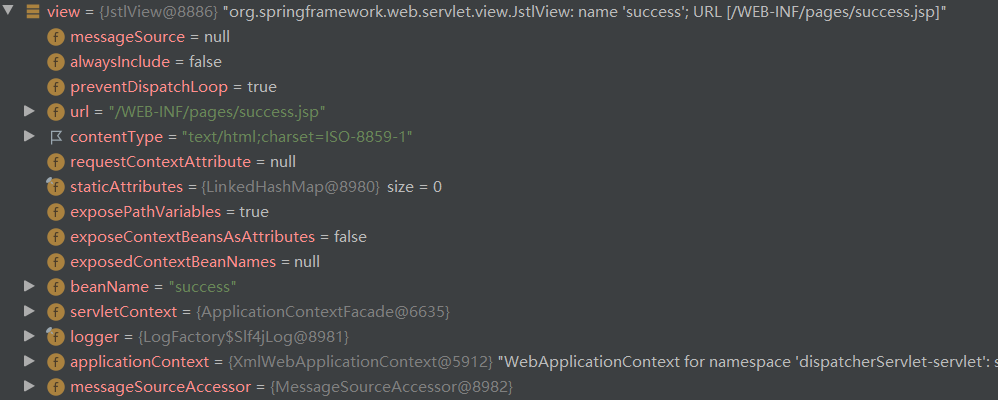 view = {JstlView@8886} "org.springframework.web.servlet.view.JstlView: name 'success'; URL [/WEB-INF/pages/success.jsp]"
f messageSource = null
f alwaysInclude = false
f preventDispatchLoop = true
f url = "/WEB-INF/pages/success.jsp"
contentType = "text/html;charset=ISO-8859-1"
f requestContextAttribute = null
f staticAttributes = {LinkedHashMap@8980} size = 0
f exposePathVariables = true
f exposeContextBeansAsAttributes = false
f exposedContextBeanNames = null
f beanName = "success"
f servletContext = {ApplicationContextFacade@6635}
f logger = {LogFactory$Slf4jLog@8981}
f applicationContext = {XmlWebApplicationContext@5912} "WebApplicationContext for namespace 'dispatcherServlet-servlet': s
f messageSourceAccessor = {MessageSourceAccessor@8982}